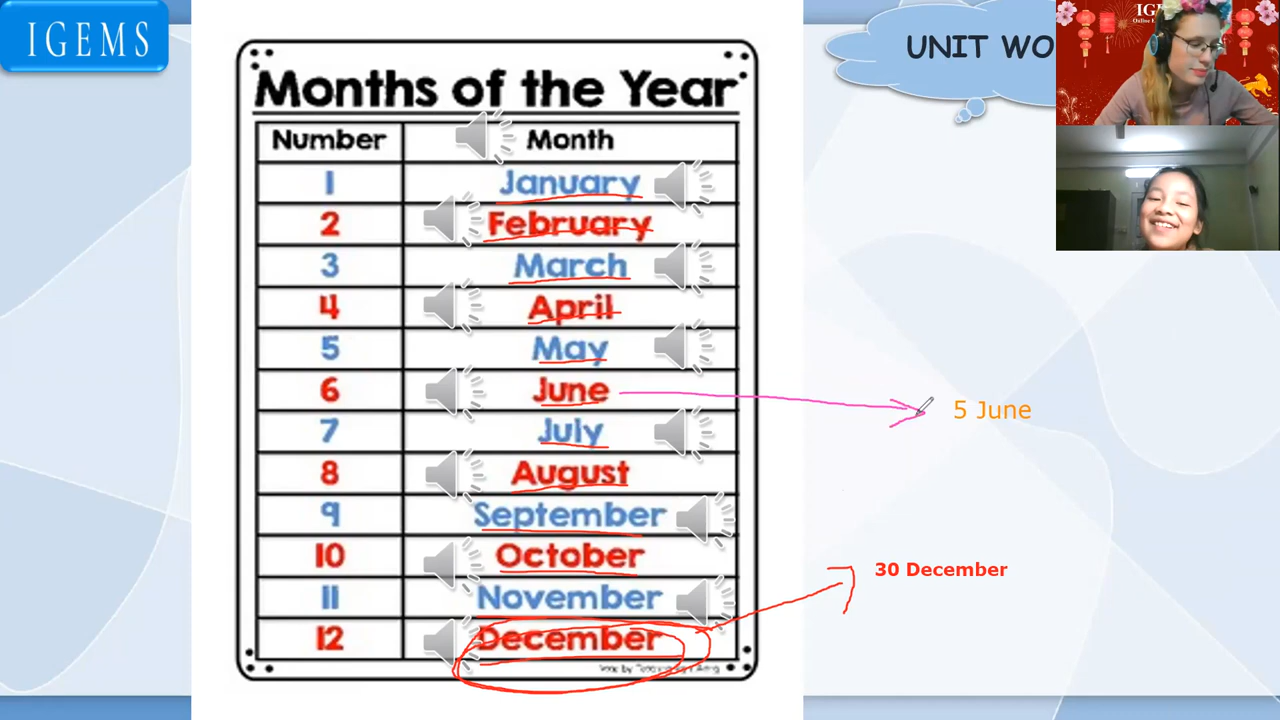 IGEMS
UNIT WO
Months of the Year
Number Month
1 January
2 February
3 March
4 April
5 May
6 June
5 June
7 July
8 August
9 September
10 October
30 December
11 November
12 December